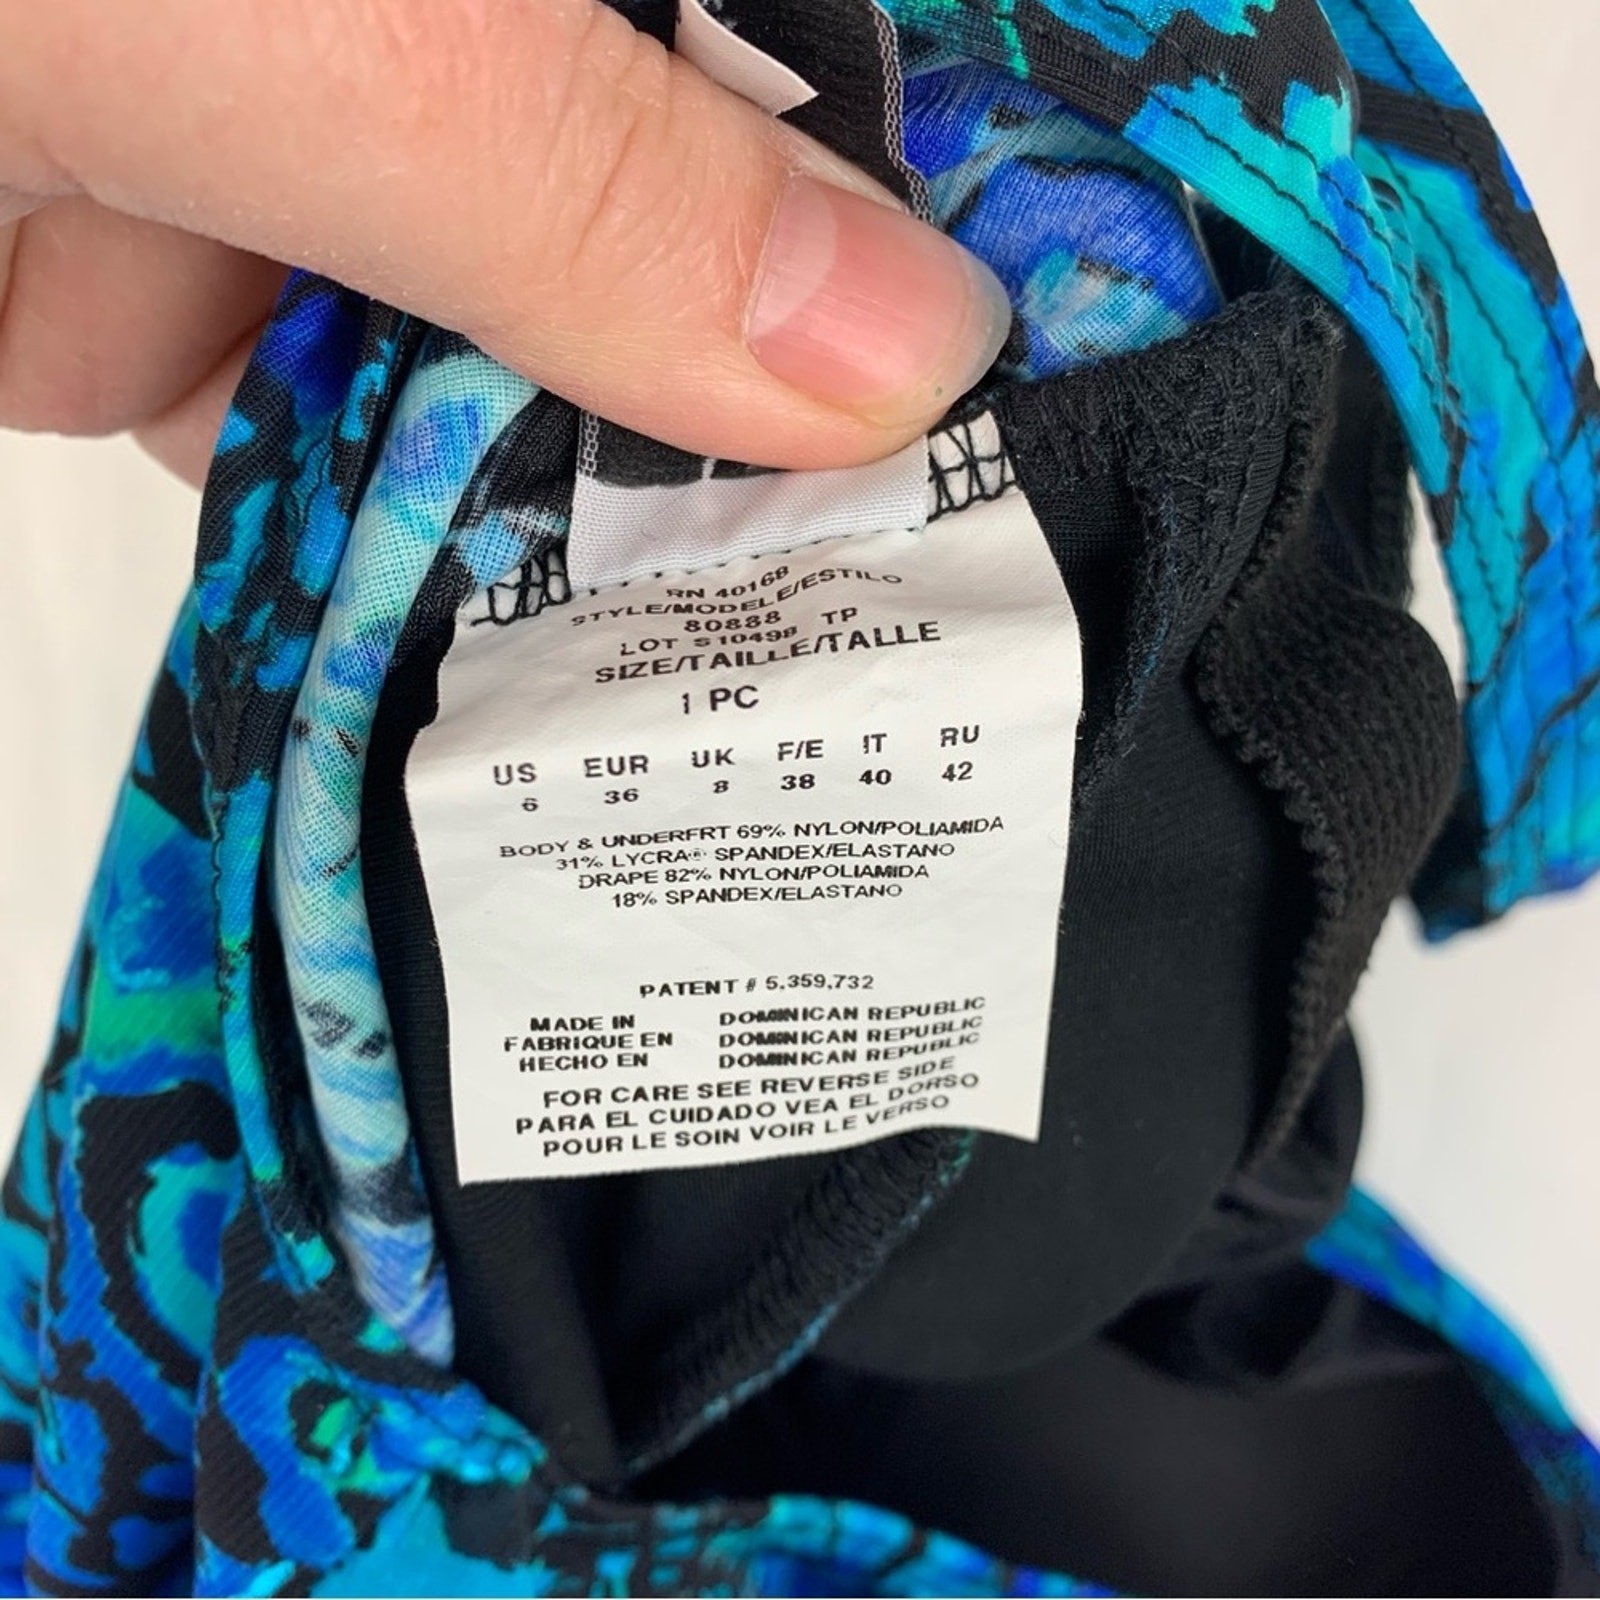 RN 40168
STYLE/MODELE/ESTILO
80888
LOT S10498 TP
SIZE/TAILLE/TALLE
1 PC
US EUR UK F/E IT RU
6 36 8 38 40 42
BODY & UNDERFRT 69% NYLON/POLIAMIDA
31% LYCRA® SPANDEX/ELASTANO
DRAPE 82% NYLON/POLIAMIDA
18% SPANDEX/ELASTANO
PATENT # 5,359,732
MADE IN DOMINICAN REPUBLIC
FABRIQUE EN DOMINICAN REPUBLIC
HECHO EN DOMINICAN REPUBLIC
FOR CARE SEE REVERSE SIDE
PARA EL CUIDADO VEA EL DORSO
POUR LE SOIN VOIR LE VERSO